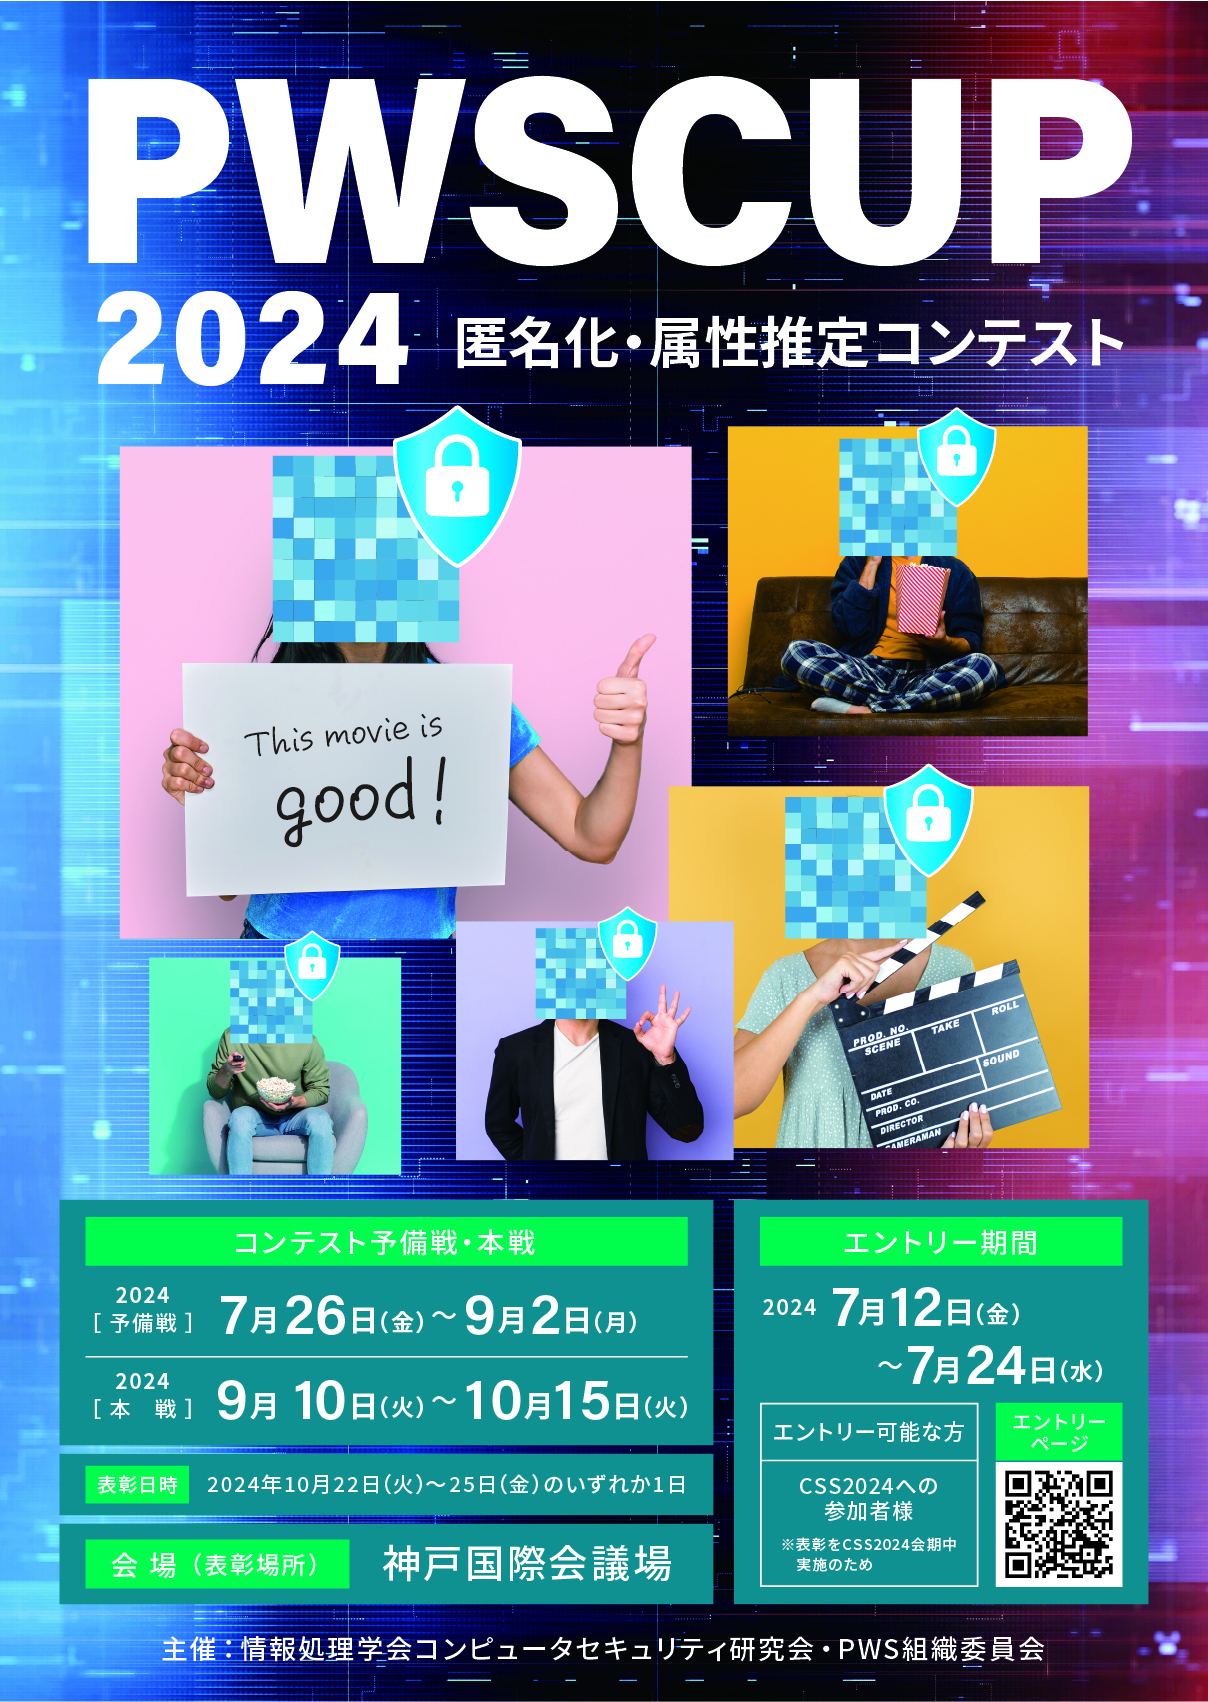 PWSCUP
2024 匿名化・属性推定コンテスト
This movie is
good!
PROD. NO.
SCENE
TAKE
ROLL
SOUND
DATE
PROD. CO.
DIRECTOR
CAMERAMAN
コンテスト予備戦・本戦
2024
[ 予備戦 ] 7月26日(金)〜9月2日(月)
2024
[ 本 戦 ] 9月 10日(火)〜10月15日(火)
表彰日時 2024年10月22日(火)〜25日(金)のいずれか1日
会 場（表彰場所） 神戸国際会議場
エントリー期間
2024 7月12日(金)
〜7月24日(水)
エントリー可能な方
CSS2024への
参加者様
※表彰をCSS2024会期中
実施のため
エントリー
ページ
主催：情報処理学会コンピュータセキュリティ研究会・PWS組織委員会